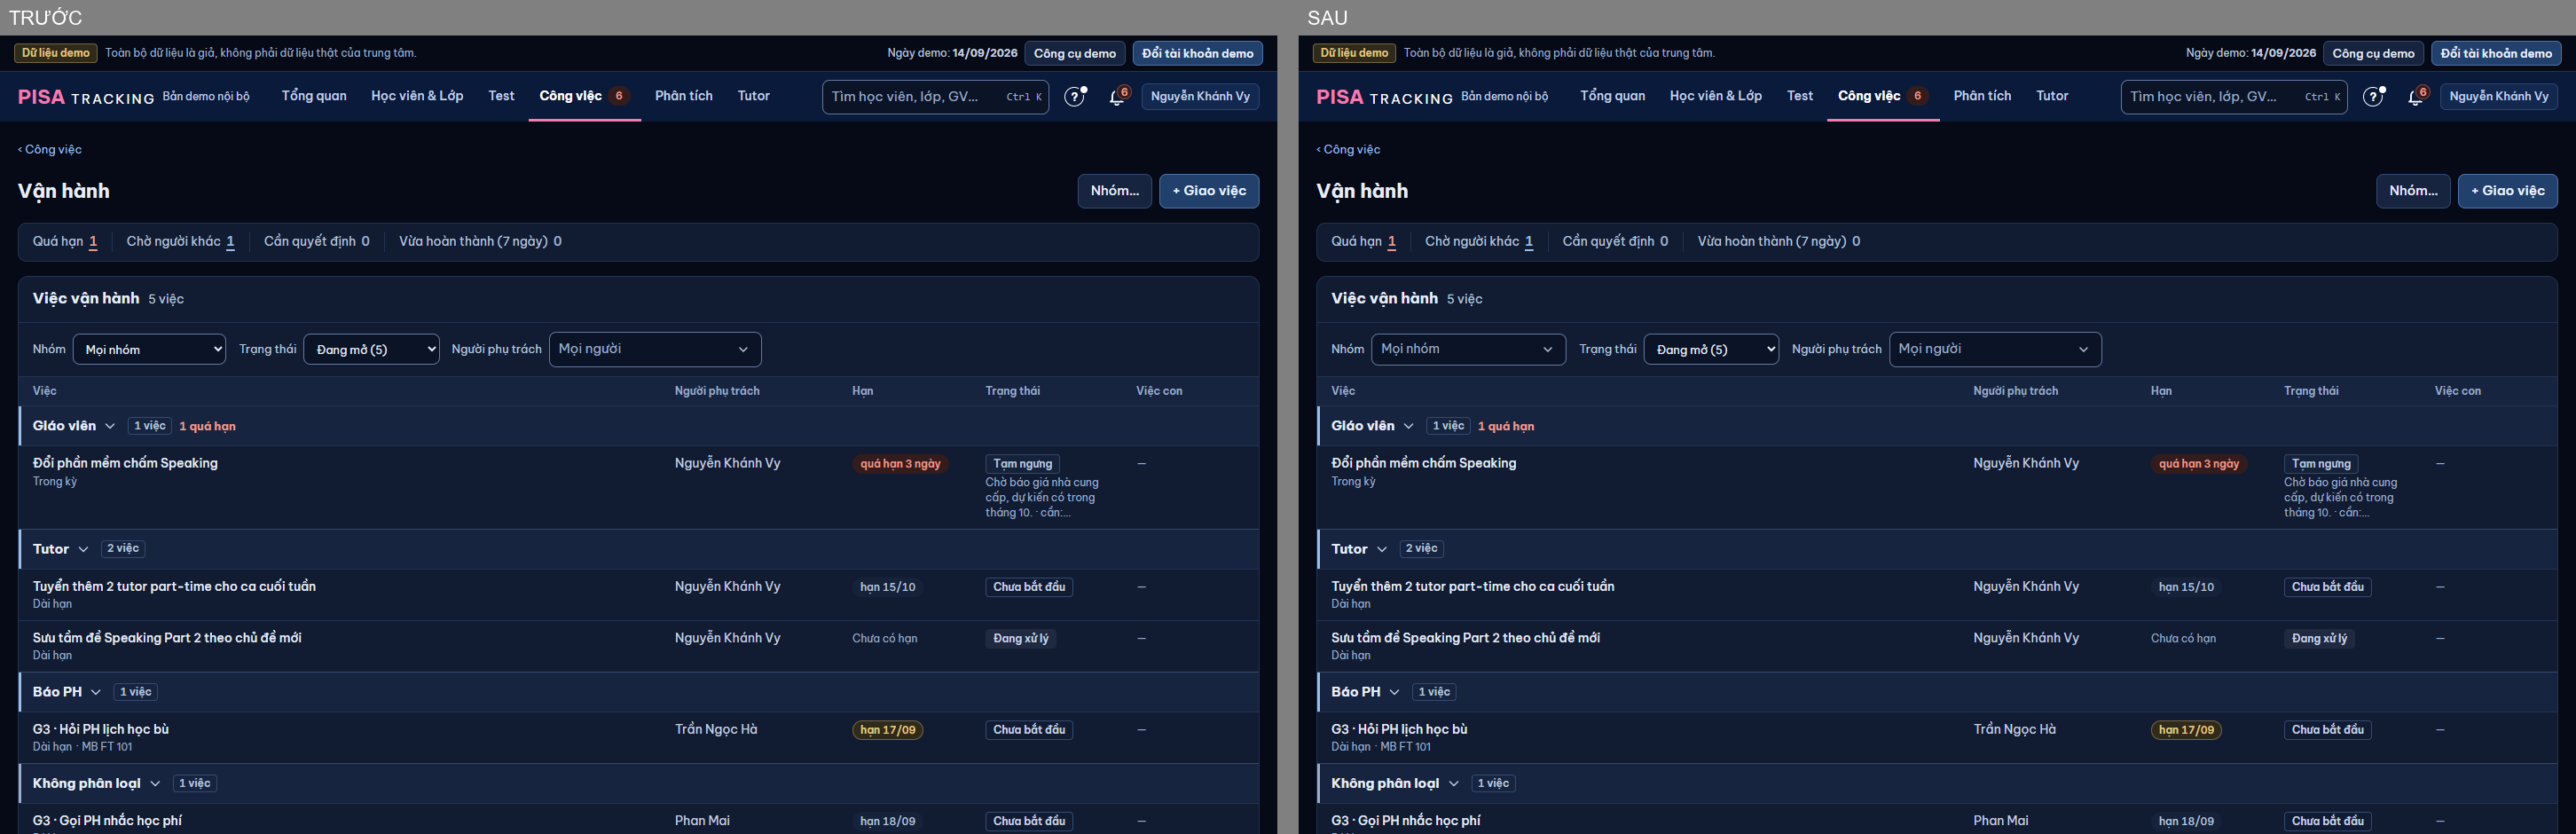 TRƯỚC
Dữ liệu demo Toàn bộ dữ liệu là giả, không phải dữ liệu thật của trung tâm. Ngày demo: 14/09/2026 Công cụ demo Đổi tài khoản demo
PISA TRACKING Bản demo nội bộ Tổng quan Học viên & Lớp Test Công việc 6 Phân tích Tutor Tìm học viên, lớp, GV... Ctrl K ? 6 Nguyễn Khánh Vy
‹ Công việc
Vận hành Nhóm... + Giao việc
Quá hạn 1 Chờ người khác 1 Cần quyết định 0 Vừa hoàn thành (7 ngày) 0
Việc vận hành 5 việc
Nhóm Mọi nhóm Trạng thái Đang mở (5) Người phụ trách Mọi người
Việc Người phụ trách Hạn Trạng thái Việc con
Giáo viên 1 việc 1 quá hạn
Đổi phần mềm chấm Speaking Nguyễn Khánh Vy quá hạn 3 ngày Tạm ngưng —
Trong kỳ Chờ báo giá nhà cung
cấp, dự kiến có trong
tháng 10. · cần:...
Tutor 2 việc
Tuyển thêm 2 tutor part-time cho ca cuối tuần Nguyễn Khánh Vy hạn 15/10 Chưa bắt đầu —
Dài hạn
Sưu tầm đề Speaking Part 2 theo chủ đề mới Nguyễn Khánh Vy Chưa có hạn Đang xử lý —
Dài hạn
Báo PH 1 việc
G3 · Hỏi PH lịch học bù Trần Ngọc Hà hạn 17/09 Chưa bắt đầu —
Dài hạn · MB FT 101
Không phân loại 1 việc
G3 · Gọi PH nhắc học phí Phan Mai hạn 18/09 Chưa bắt đầu —
SAU
Dữ liệu demo Toàn bộ dữ liệu là giả, không phải dữ liệu thật của trung tâm. Ngày demo: 14/09/2026 Công cụ demo Đổi tài khoản demo
PISA TRACKING Bản demo nội bộ Tổng quan Học viên & Lớp Test Công việc 6 Phân tích Tutor Tìm học viên, lớp, GV... Ctrl K ? 6 Nguyễn Khánh Vy
‹ Công việc
Vận hành Nhóm... + Giao việc
Quá hạn 1 Chờ người khác 1 Cần quyết định 0 Vừa hoàn thành (7 ngày) 0
Việc vận hành 5 việc
Nhóm Mọi nhóm Trạng thái Đang mở (5) Người phụ trách Mọi người
Việc Người phụ trách Hạn Trạng thái Việc con
Giáo viên 1 việc 1 quá hạn
Đổi phần mềm chấm Speaking Nguyễn Khánh Vy quá hạn 3 ngày Tạm ngưng —
Trong kỳ Chờ báo giá nhà cung
cấp, dự kiến có trong
tháng 10. · cần:...
Tutor 2 việc
Tuyển thêm 2 tutor part-time cho ca cuối tuần Nguyễn Khánh Vy hạn 15/10 Chưa bắt đầu —
Dài hạn
Sưu tầm đề Speaking Part 2 theo chủ đề mới Nguyễn Khánh Vy Chưa có hạn Đang xử lý —
Dài hạn
Báo PH 1 việc
G3 · Hỏi PH lịch học bù Trần Ngọc Hà hạn 17/09 Chưa bắt đầu —
Dài hạn · MB FT 101
Không phân loại 1 việc
G3 · Gọi PH nhắc học phí Phan Mai hạn 18/09 Chưa bắt đầu —